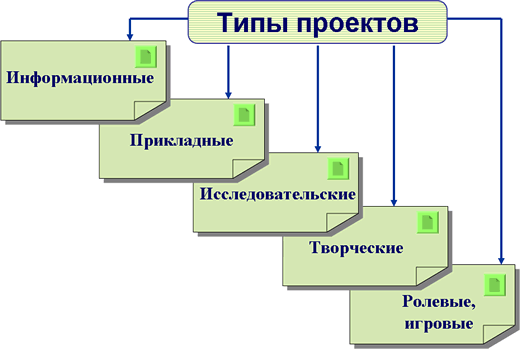 Типы проектов
Информационные
Прикладные
Исследовательские
Творческие
Ролевые,
игровые